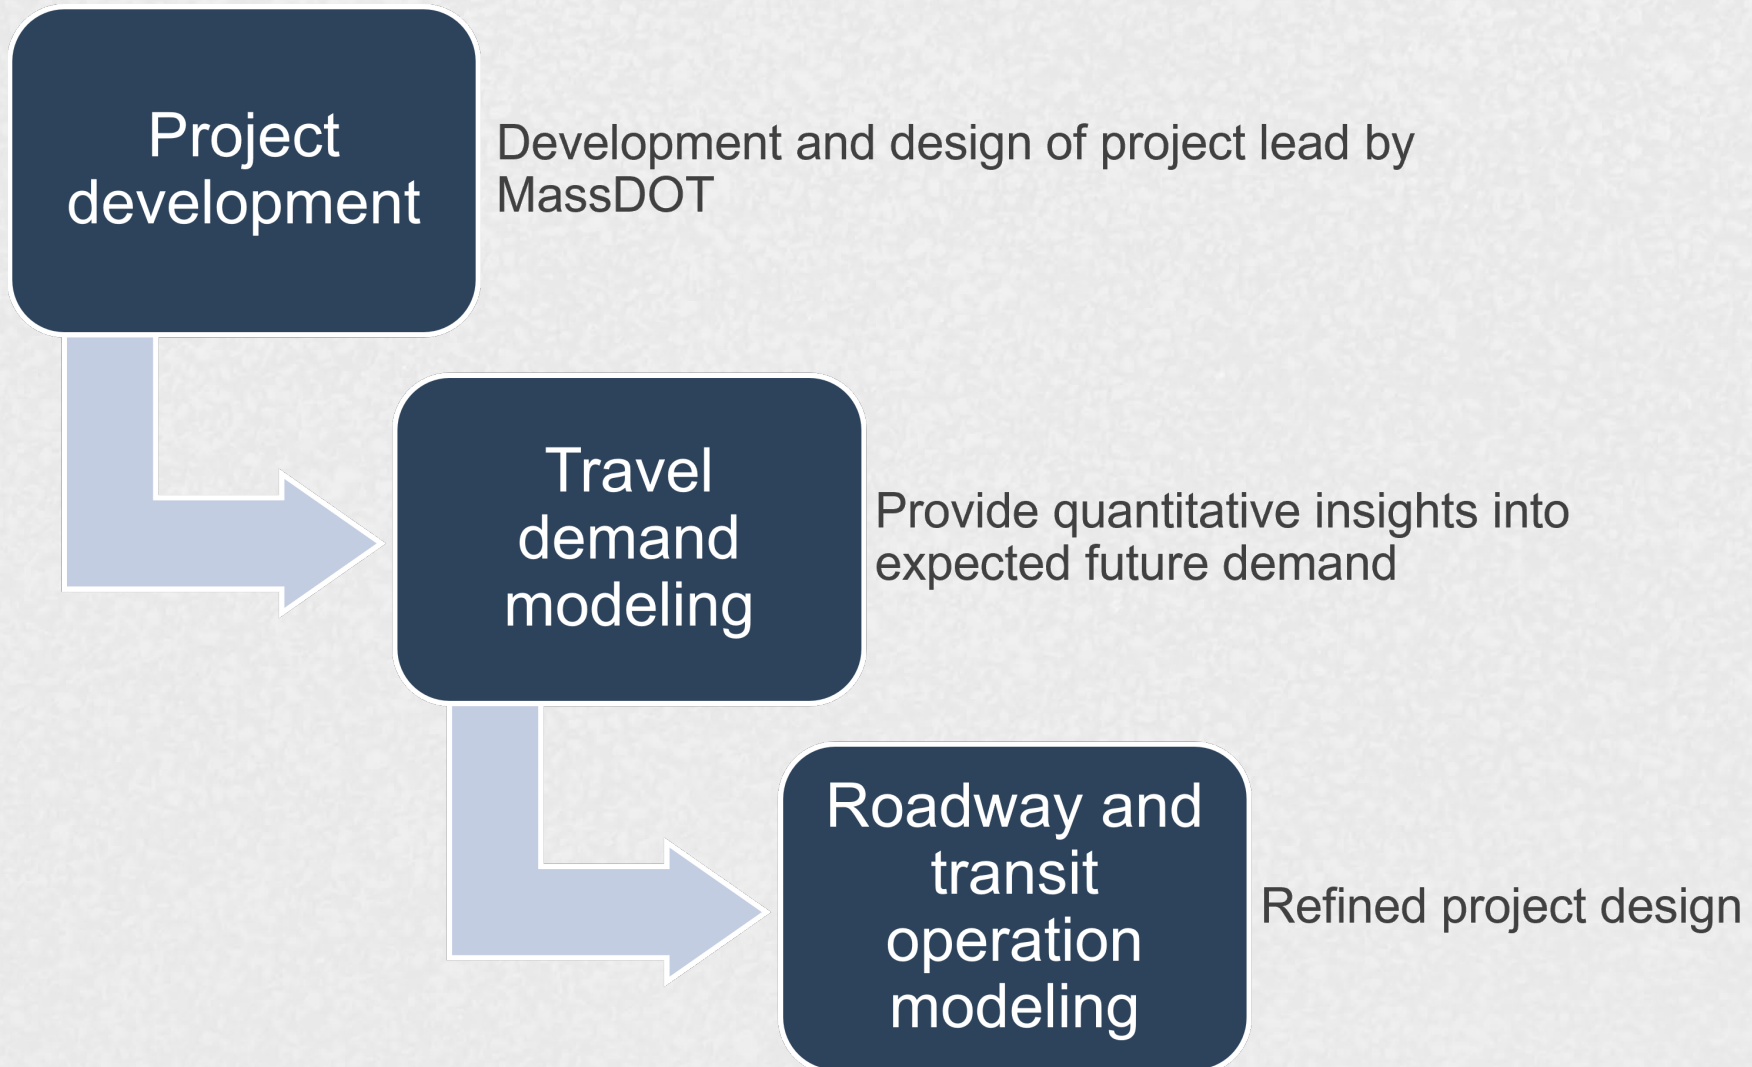 Project
development
Development and design of project lead by
MassDOT
Travel
demand
modeling
Provide quantitative insights into
expected future demand
Roadway and
transit
operation
modeling
Refined project design